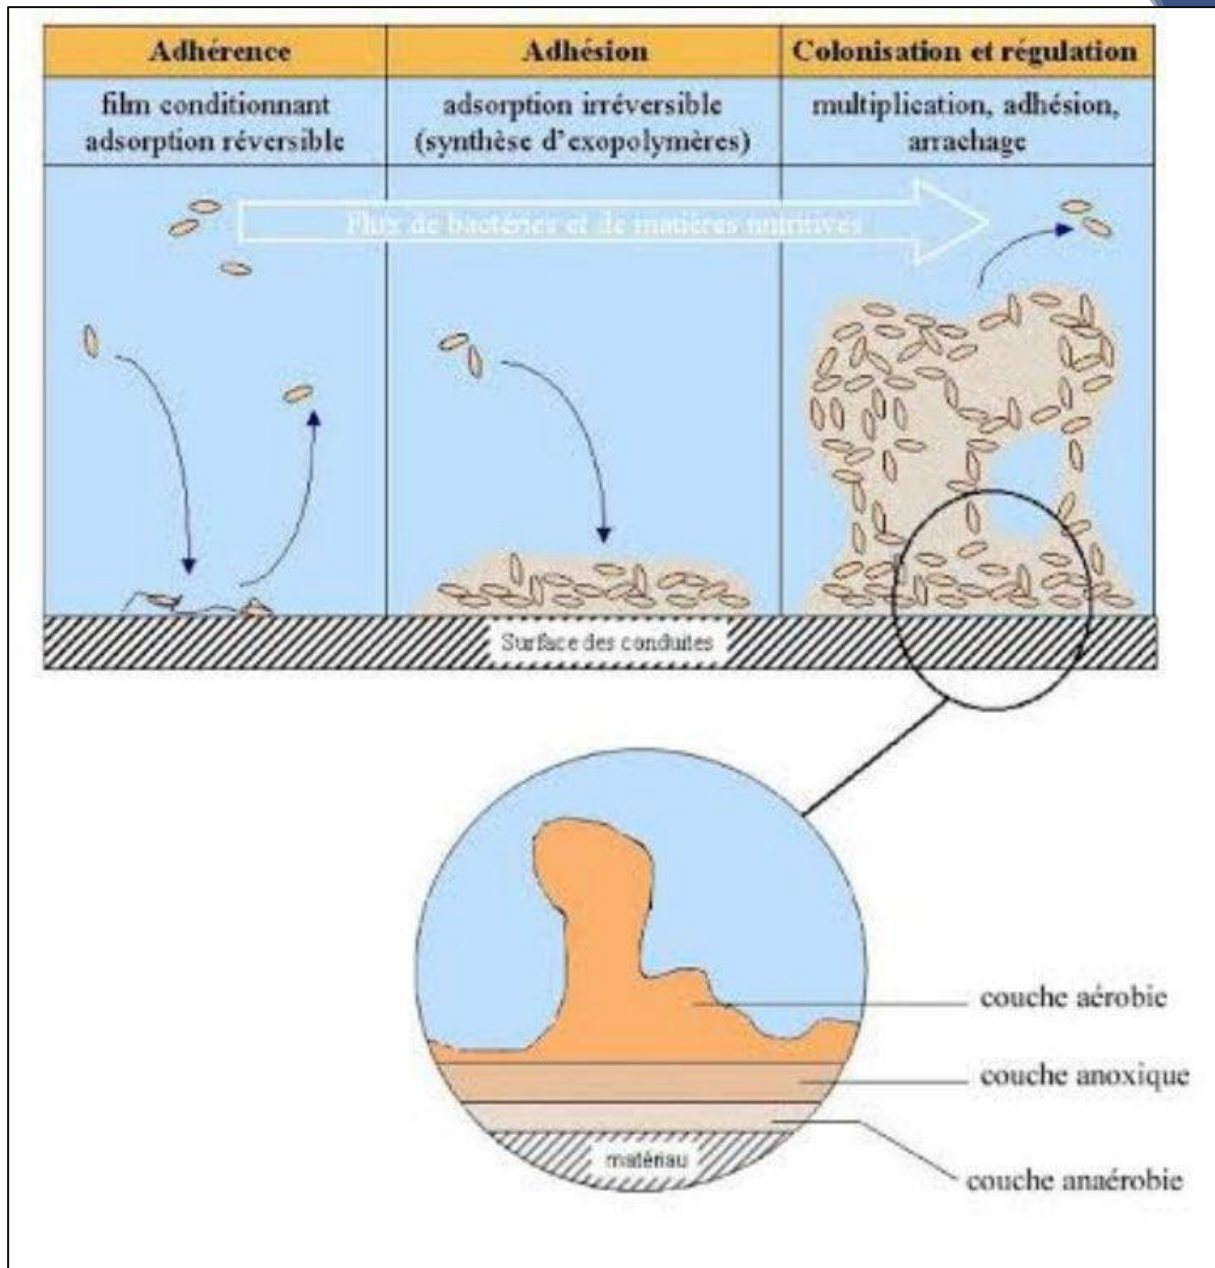 Adhérence
Adhésion
Colonisation et régulation
film conditionnant
adsorption réversible
adsorption irréversible
(synthèse d'exopolymères)
multiplication, adhésion,
arrachage
Flux de bactéries et de matières nutritives
Surface des conduites
couche aérobie
couche anoxique
matériau
couche anaérobie